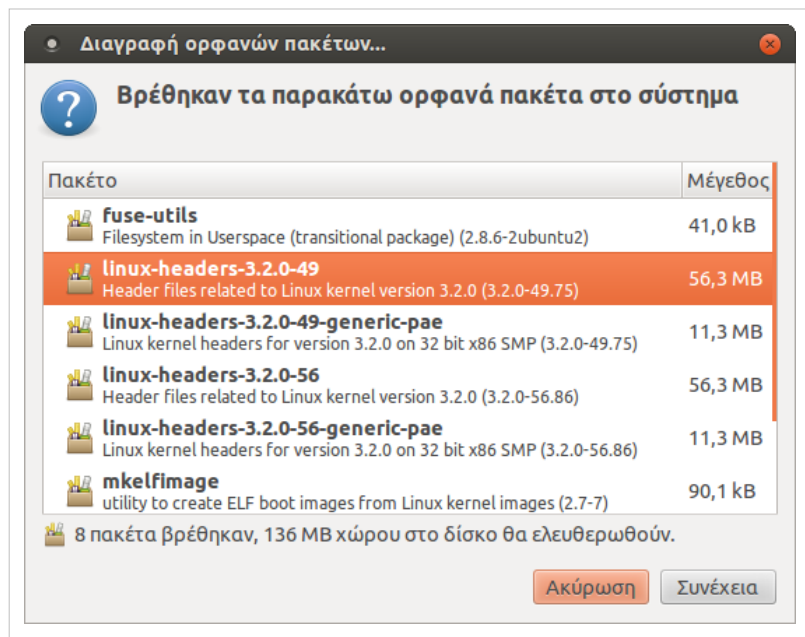 Διαγραφή ορφανών πακέτων...
Βρέθηκαν τα παρακάτω ορφανά πακέτα στο σύστημα
Πακέτο Μέγεθος
fuse-utils
Filesystem in Userspace (transitional package) (2.8.6-2ubuntu2) 41,0 kB
linux-headers-3.2.0-49
Header files related to Linux kernel version 3.2.0 (3.2.0-49.75) 56,3 MB
linux-headers-3.2.0-49-generic-pae
Linux kernel headers for version 3.2.0 on 32 bit x86 SMP (3.2.0-49.75) 11,3 MB
linux-headers-3.2.0-56
Header files related to Linux kernel version 3.2.0 (3.2.0-56.86) 56,3 MB
linux-headers-3.2.0-56-generic-pae
Linux kernel headers for version 3.2.0 on 32 bit x86 SMP (3.2.0-56.86) 11,3 MB
mkelfimage
utility to create ELF boot images from Linux kernel images (2.7-7) 90,1 kB
8 πακέτα βρέθηκαν, 136 MB χώρου στο δίσκο θα ελευθερωθούν.
Ακύρωση Συνέχεια